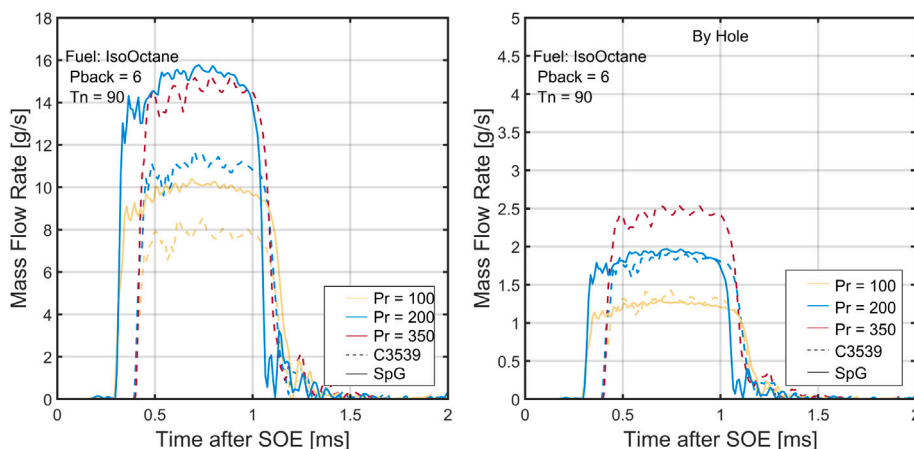 18
16
14
12
10
8
6
4
2
0
Mass Flow Rate [g/s]
Fuel: IsoOctane
Pback = 6
Tn = 90
Pr = 100
Pr = 200
Pr = 350
C3539
SpG
0 0.5 1 1.5 2
Time after SOE [ms]
5
4.5
4
3.5
3
2.5
2
1.5
1
0.5
0
Mass Flow Rate [g/s]
By Hole
Fuel: IsoOctane
Pback = 6
Tn = 90
Pr = 100
Pr = 200
Pr = 350
C3539
SpG
0 0.5 1 1.5 2
Time after SOE [ms]